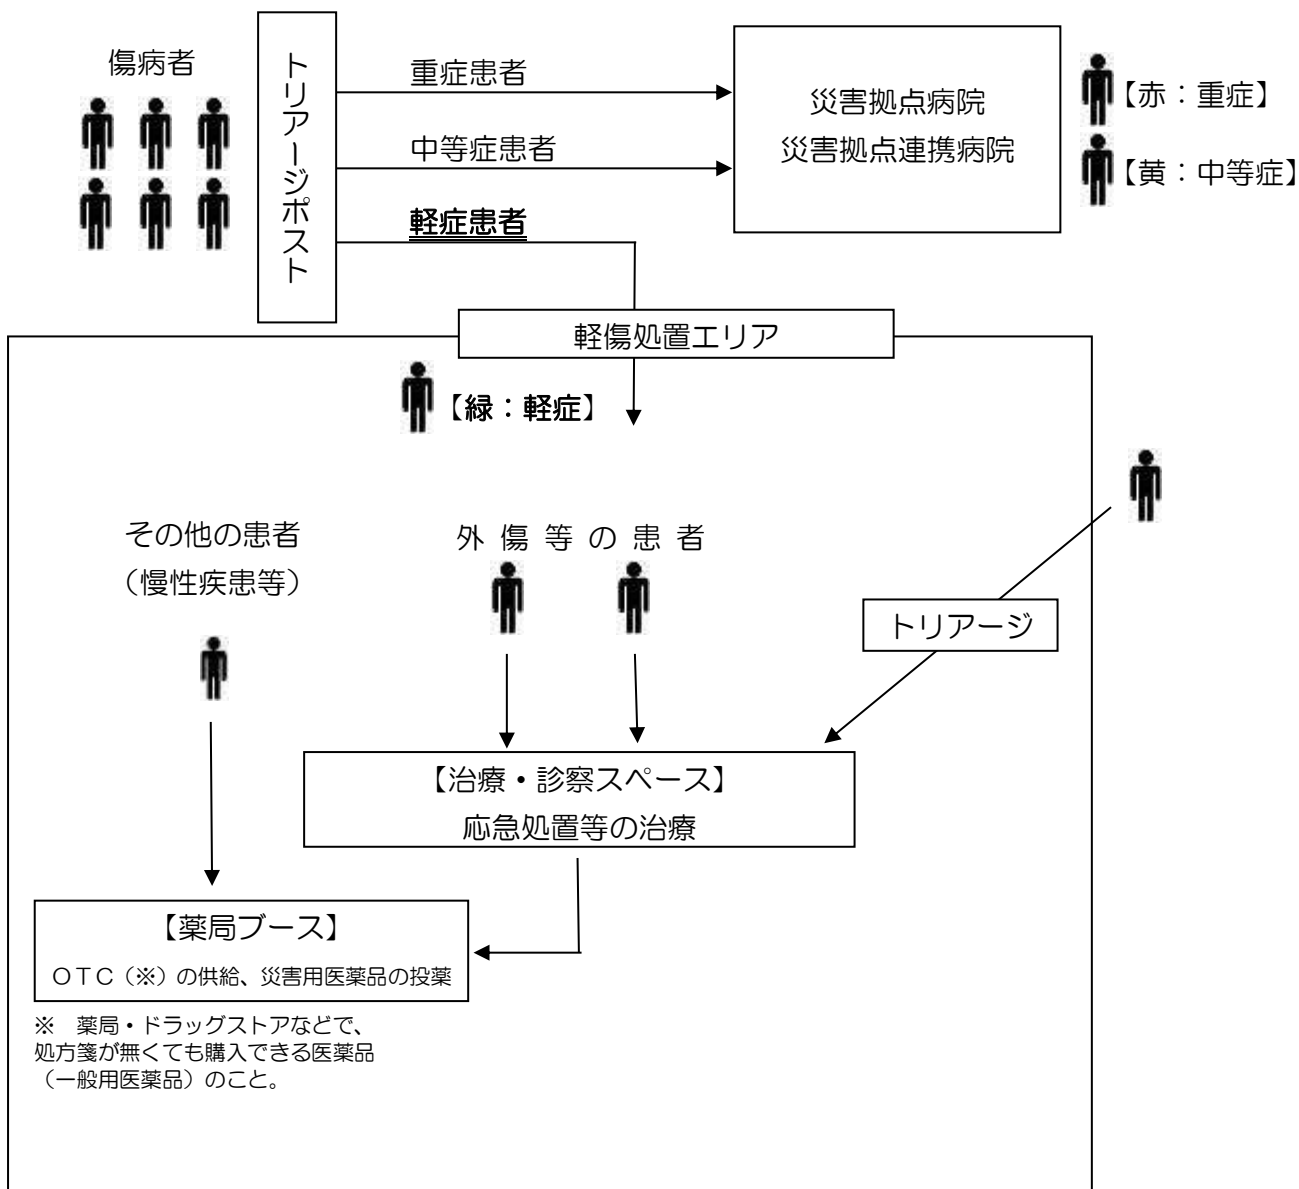 傷病者
トリアージポスト
重症患者
中等症患者
軽症患者
災害拠点病院
災害拠点連携病院
【赤：重症】
【黄：中等症】
軽傷処置エリア
【緑：軽症】
その他の患者
（慢性疾患等）
外傷等の患者
トリアージ
【治療・診察スペース】
応急処置等の治療
【薬局ブース】
ＯＴＣ（※）の供給、災害用医薬品の投薬
※　薬局・ドラッグストアなどで、
処方箋が無くても購入できる医薬品
（一般用医薬品）のこと。